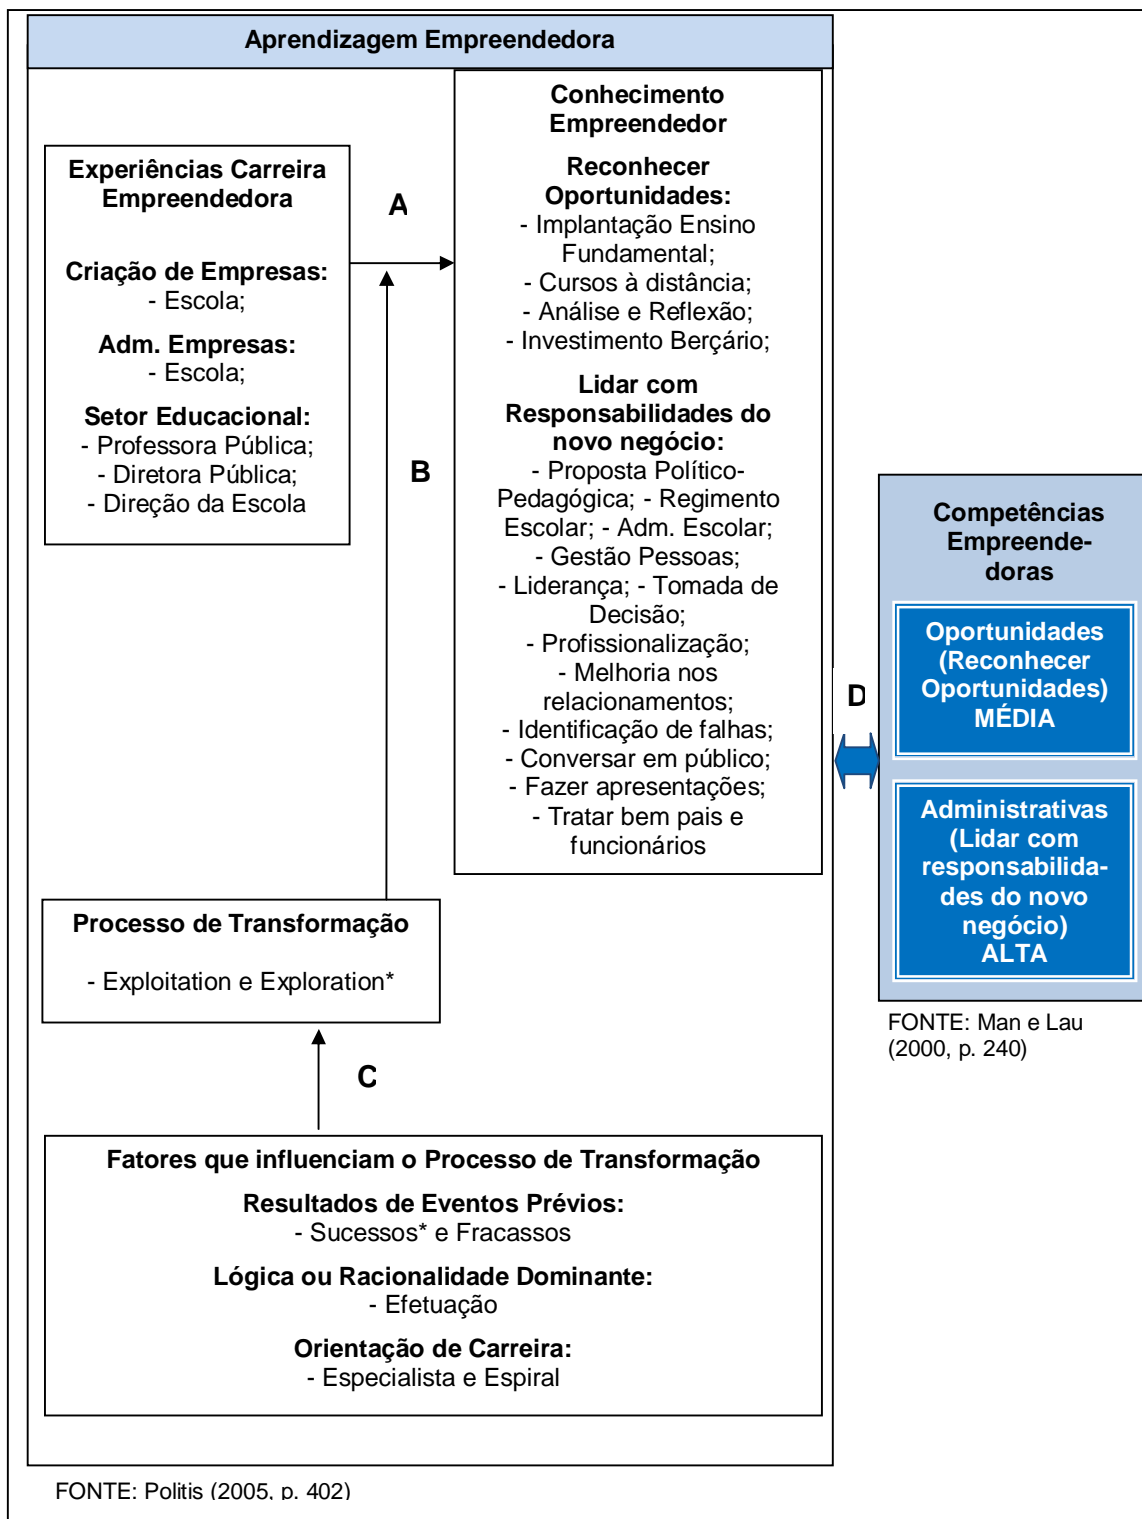 Aprendizagem Empreendedora
Experiências Carreira
Empreendedora
Criação de Empresas:
- Escola;
Adm. Empresas:
- Escola;
Setor Educacional:
- Professora Pública;
- Diretora Pública;
- Direção da Escola
A
B
Conhecimento
Empreendedor
Reconhecer
Oportunidades:
- Implantação Ensino
Fundamental;
- Cursos à distância;
- Análise e Reflexão;
- Investimento Berçário;
Lidar com
Responsabilidades do
novo negócio:
- Proposta Político-
Pedagógica; - Regimento
Escolar; - Adm. Escolar;
- Gestão Pessoas;
- Liderança; - Tomada de
Decisão;
- Profissionalização;
- Melhoria nos
relacionamentos;
- Identificação de falhas;
- Conversar em público;
- Fazer apresentações;
- Tratar bem pais e
funcionários
D
Competências
Empreende-
doras
Oportunidades
(Reconhecer
Oportunidades)
MÉDIA
Administrativas
(Lidar com
responsabilida-
des do novo
negócio)
ALTA
FONTE: Man e Lau
(2000, p. 240)
Processo de Transformação
- Exploitation e Exploration*
C
Fatores que influenciam o Processo de Transformação
Resultados de Eventos Prévios:
- Sucessos* e Fracassos
Lógica ou Racionalidade Dominante:
- Efetuação
Orientação de Carreira:
- Especialista e Espiral
FONTE: Politis (2005, p. 402)